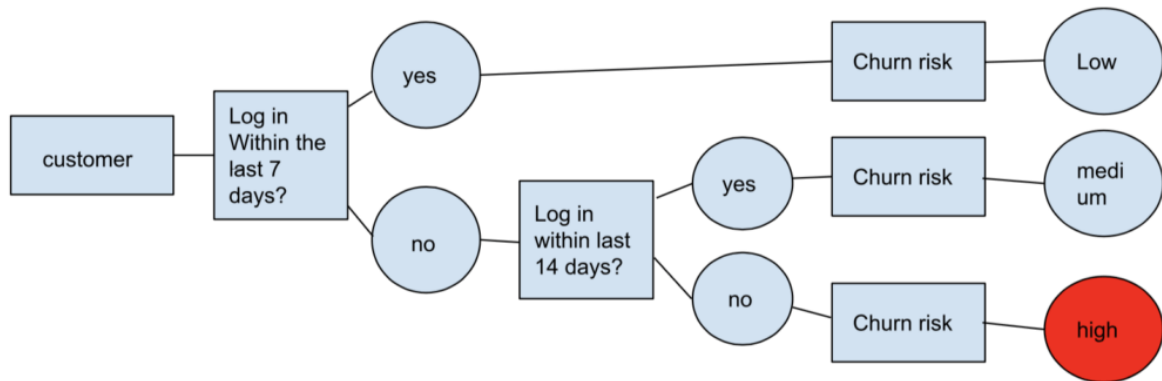 customer
Log in
Within the
last 7
days?
yes
Churn risk
Low
no
Log in
within last
14 days?
yes
Churn risk
medi
um
no
Churn risk
high